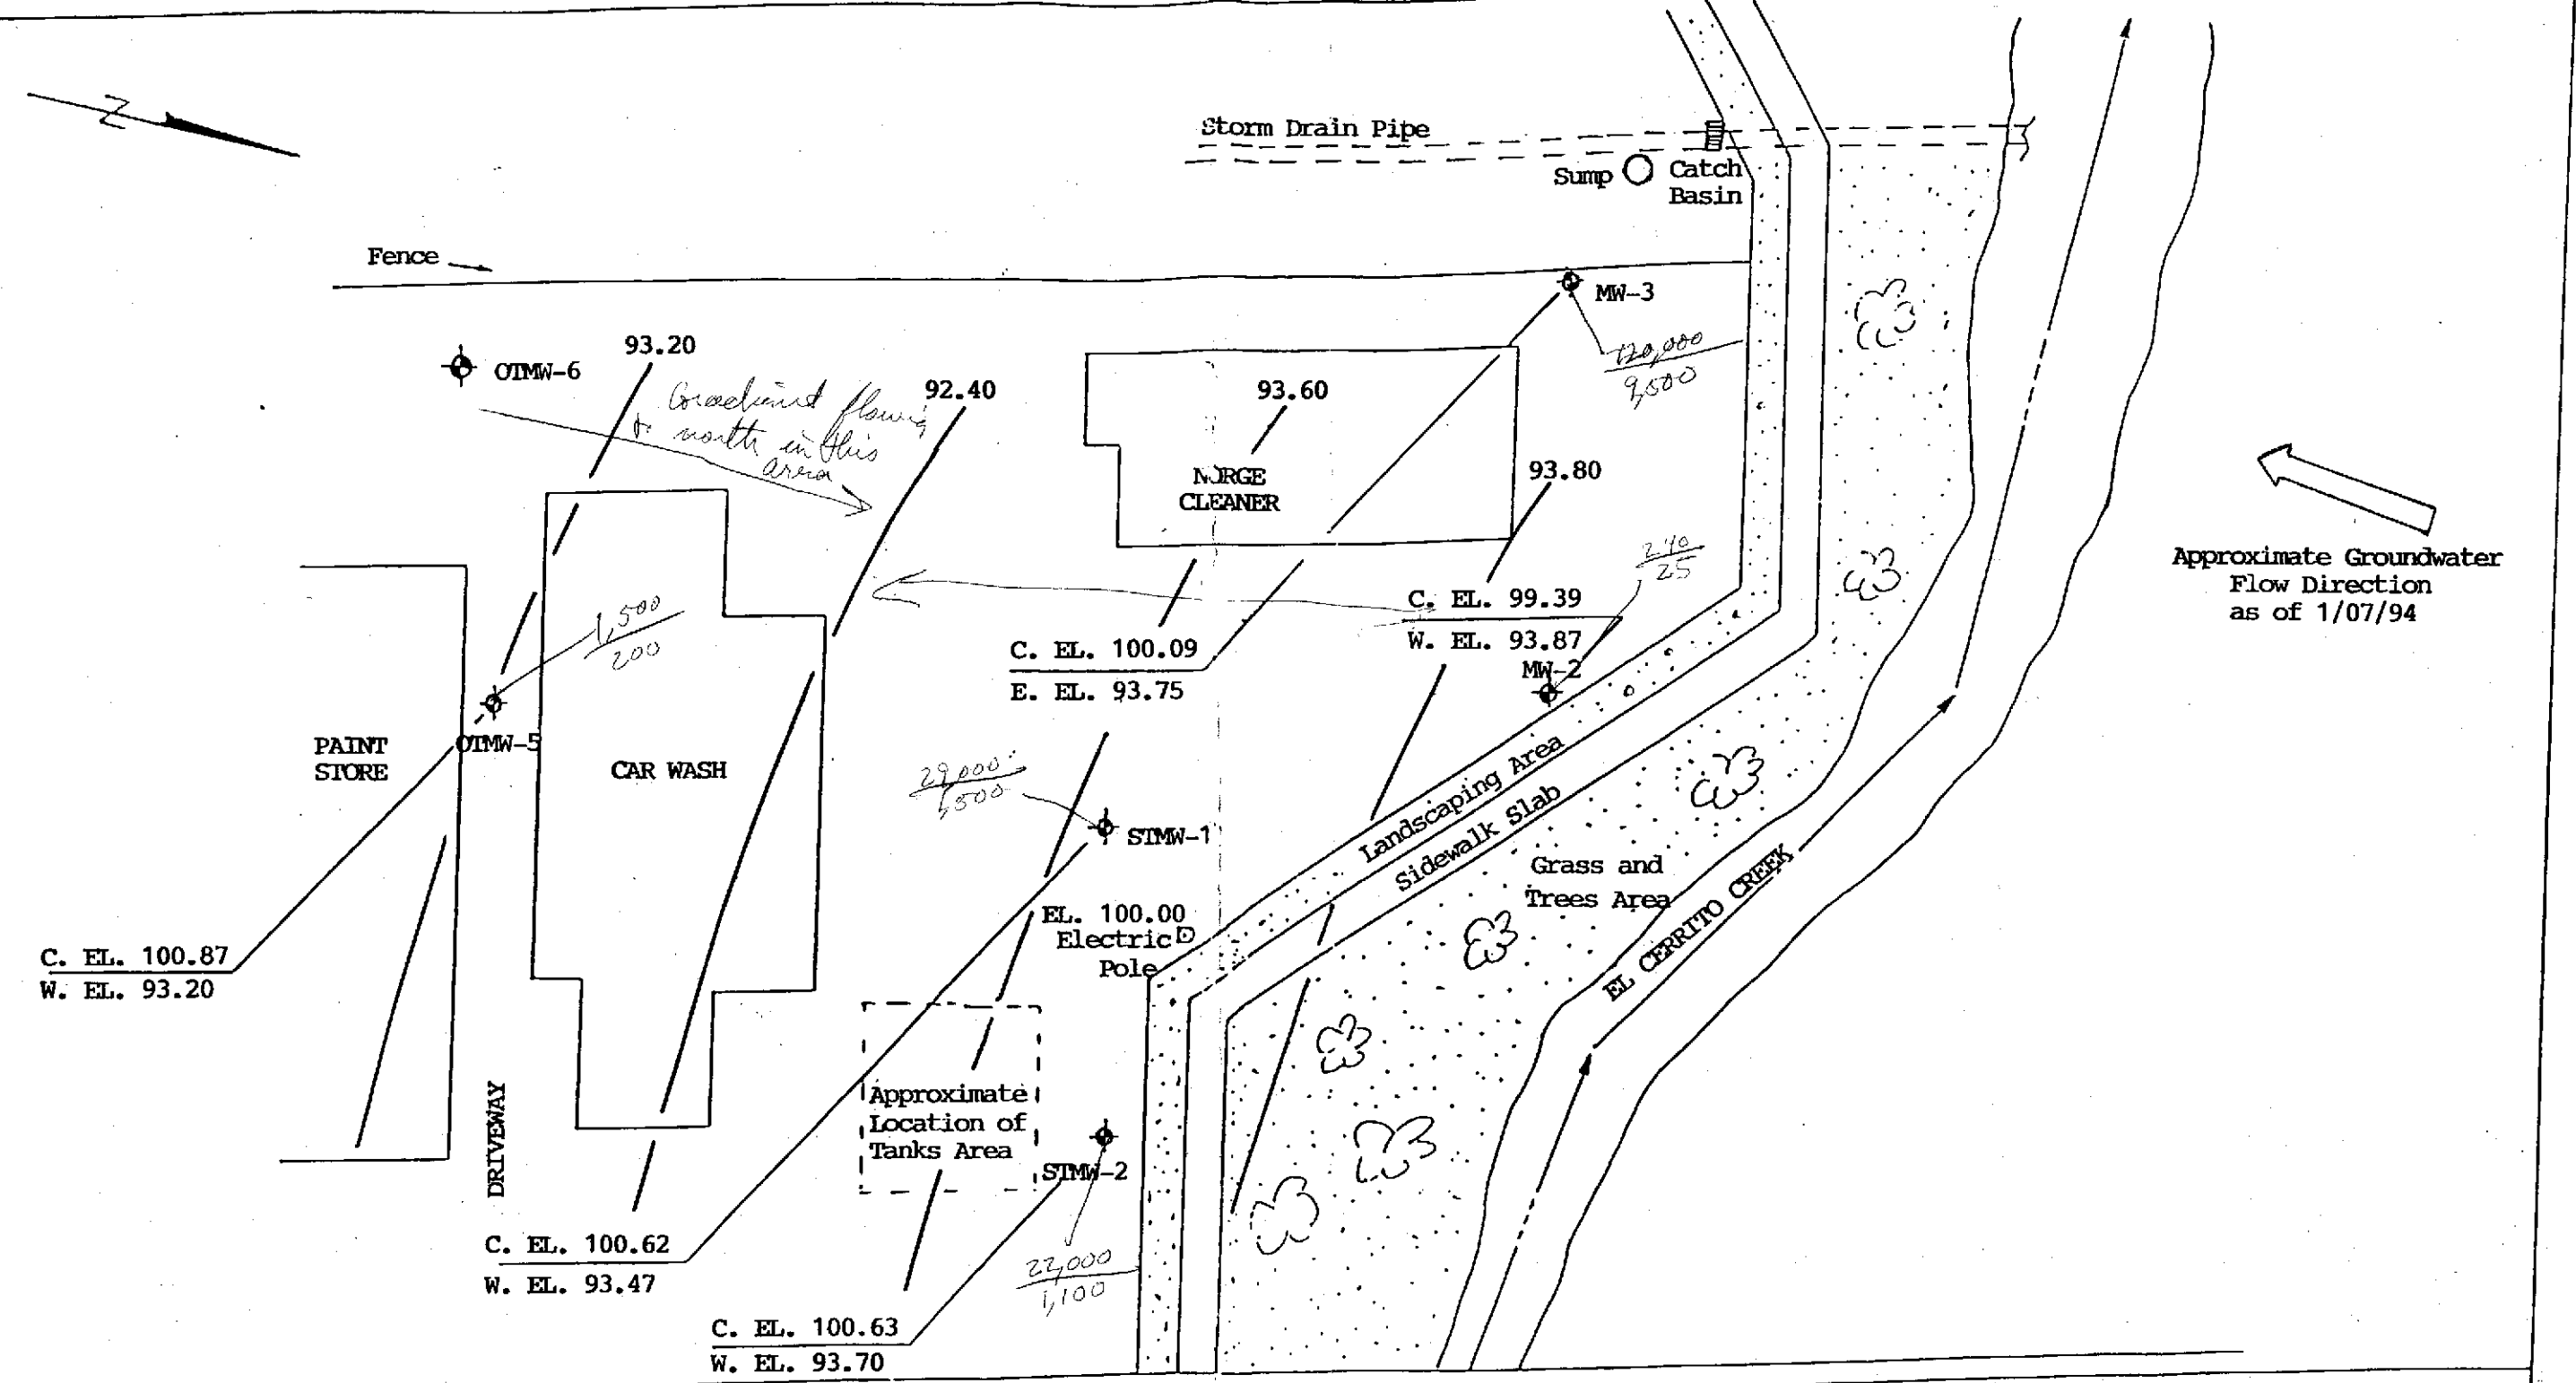 Z
Storm Drain Pipe
Sump
Catch
Basin
Fence
MW-3
120,000
9,500
OTMW-6
93.20
flowing
to north in this
area
92.40
93.60
NORGE
CLEANER
93.80
240
25
Approximate Groundwater
Flow Direction
as of 1/07/94
1,500
200
C. EL. 100.09
E. EL. 93.75
C. EL. 99.39
W. EL. 93.87
MW-2
PAINT
STORE
OTMW-5
CAR WASH
29,000
1,500
STMW-1
Landscaping Area
Sidewalk Slab
Grass and
Trees Area
EL CERRITO CREEK
EL. 100.00
Electric
Pole
C. EL. 100.87
W. EL. 93.20
DRIVEWAY
Approximate
Location of
Tanks Area
STMW-2
22,000
1,100
C. EL. 100.62
W. EL. 93.47
C. EL. 100.63
W. EL. 93.70